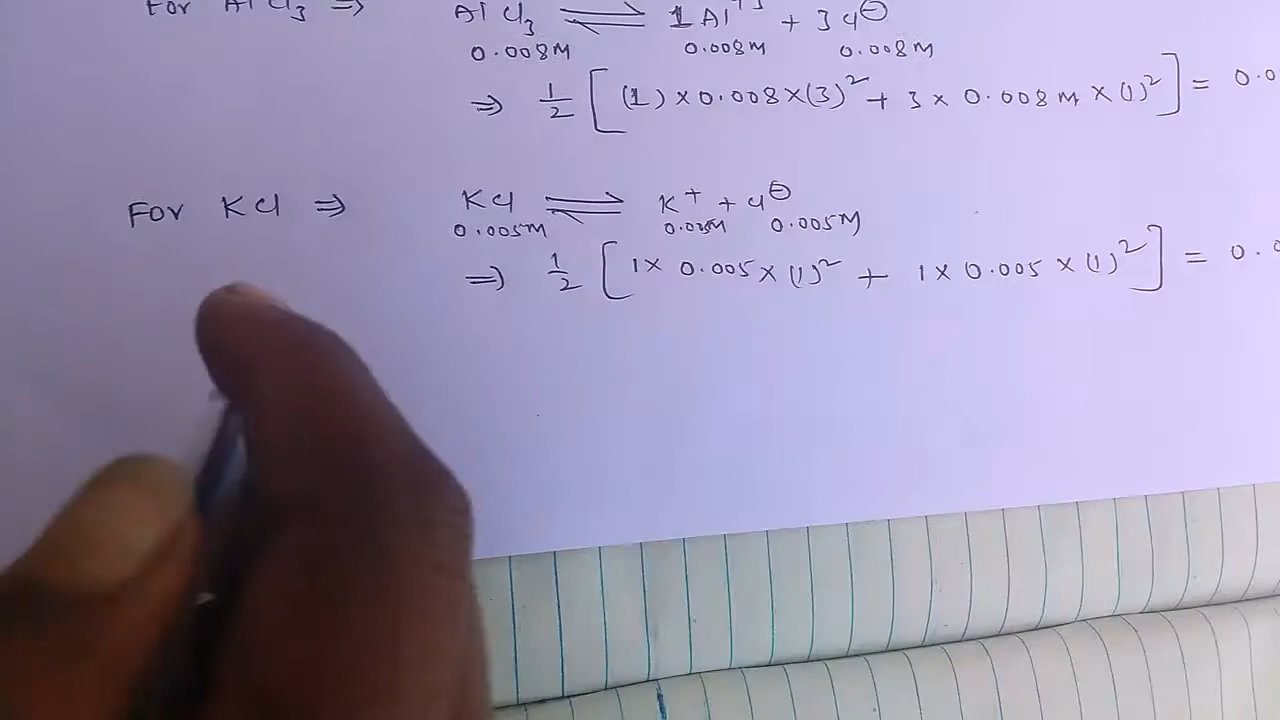 For AlCl₃ ⇒ AlCl₃ ⇌ 1Al⁺³ + 3Cl⊖
0.008M 0.008M 0.008M
⇒ 1/2 [(1)×0.008×(3)² + 3×0.008M×(1)²] = 0.0
For KCl ⇒ KCl ⇌ K⁺ + Cl⊖
0.005M 0.005M 0.005M
⇒ 1/2 [1× 0.005×(1)² + 1×0.005×(1)²] = 0.0